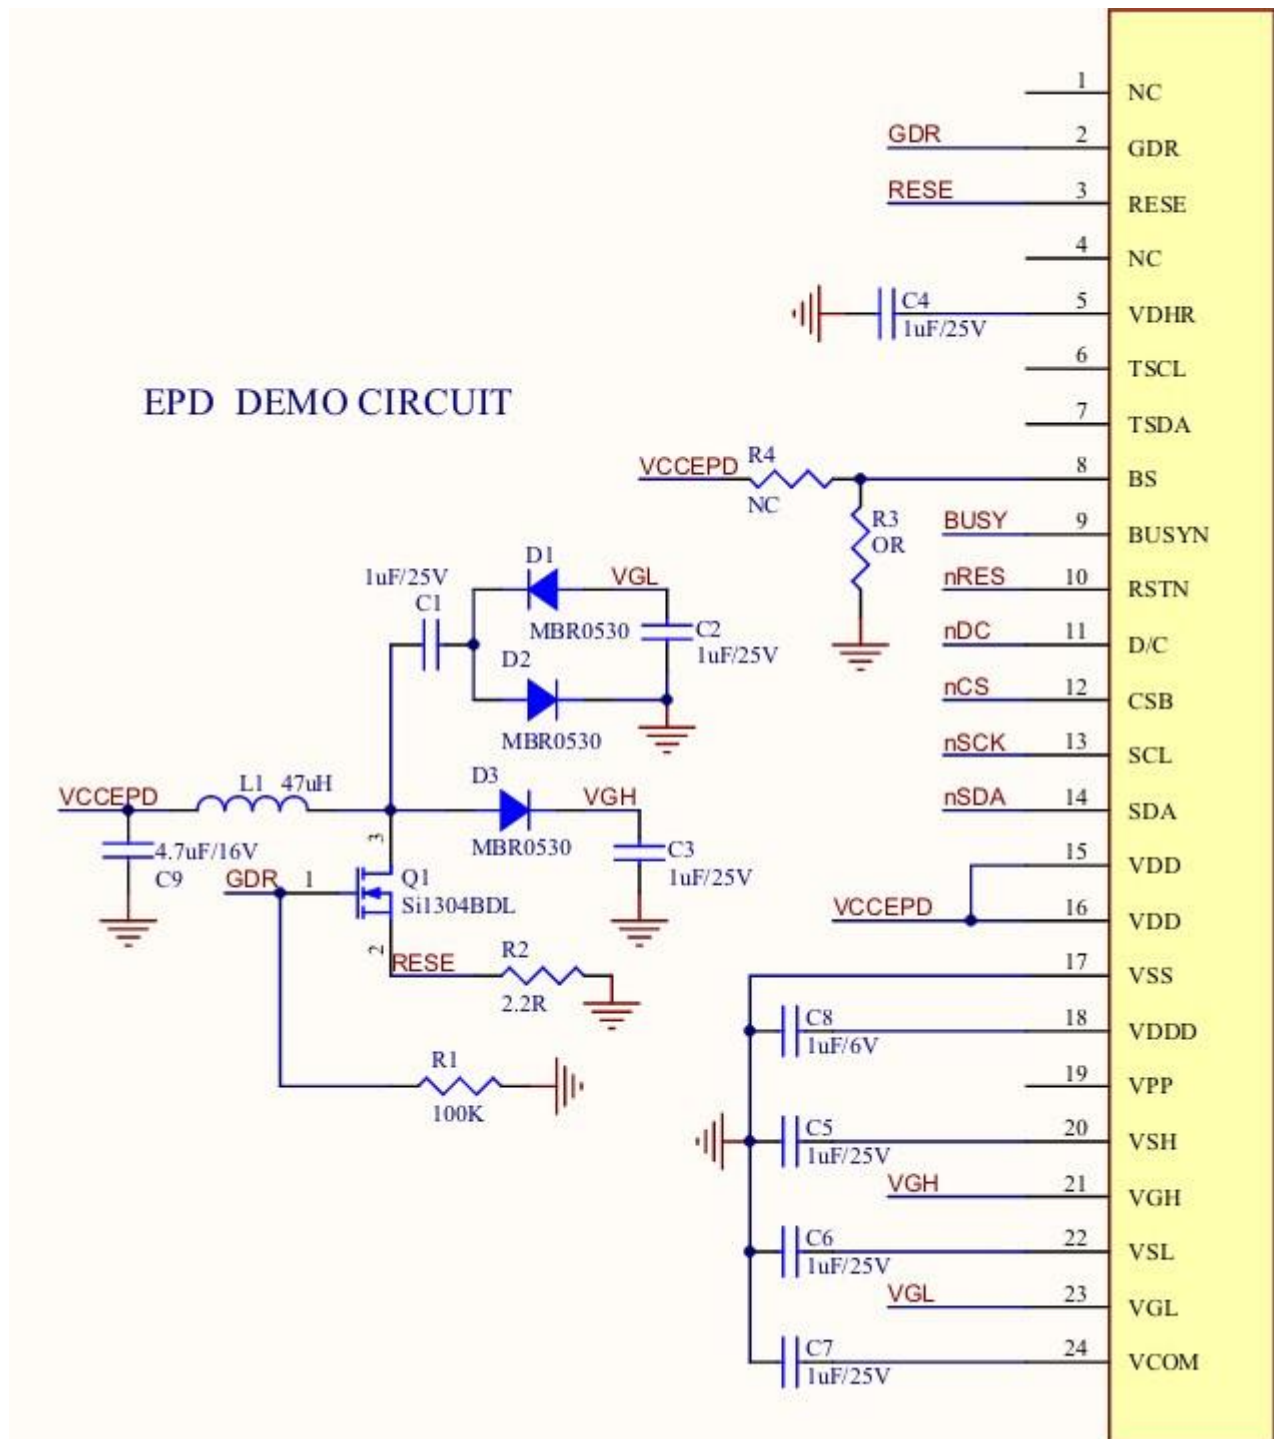 1 NC
GDR 2 GDR
RESE 3 RESE
4 NC
C4
1uF/25V
5 VDHR
6 TSCL
EPD DEMO CIRCUIT
7 TSDA
VCCEPD R4
NC
8 BS
R3
OR
BUSY 9 BUSYN
nRES 10 RSTN
nDC 11 D/C
nCS 12 CSB
nSCK 13 SCL
nSDA 14 SDA
1uF/25V
C1
D1
VGL
MBR0530
C2
1uF/25V
D2
MBR0530
VCCEPD
L1 47uH
D3
VGH
MBR0530
C3
1uF/25V
4.7uF/16V
C9
3
GDR 1
Q1
Si1304BDL
2
RESE
R2
2.2R
R1
100K
15 VDD
VCCEPD 16 VDD
17 VSS
C8
1uF/6V
18 VDDD
19 VPP
C5
1uF/25V
20 VSH
VGH 21 VGH
C6
1uF/25V
22 VSL
VGL 23 VGL
C7
1uF/25V
24 VCOM